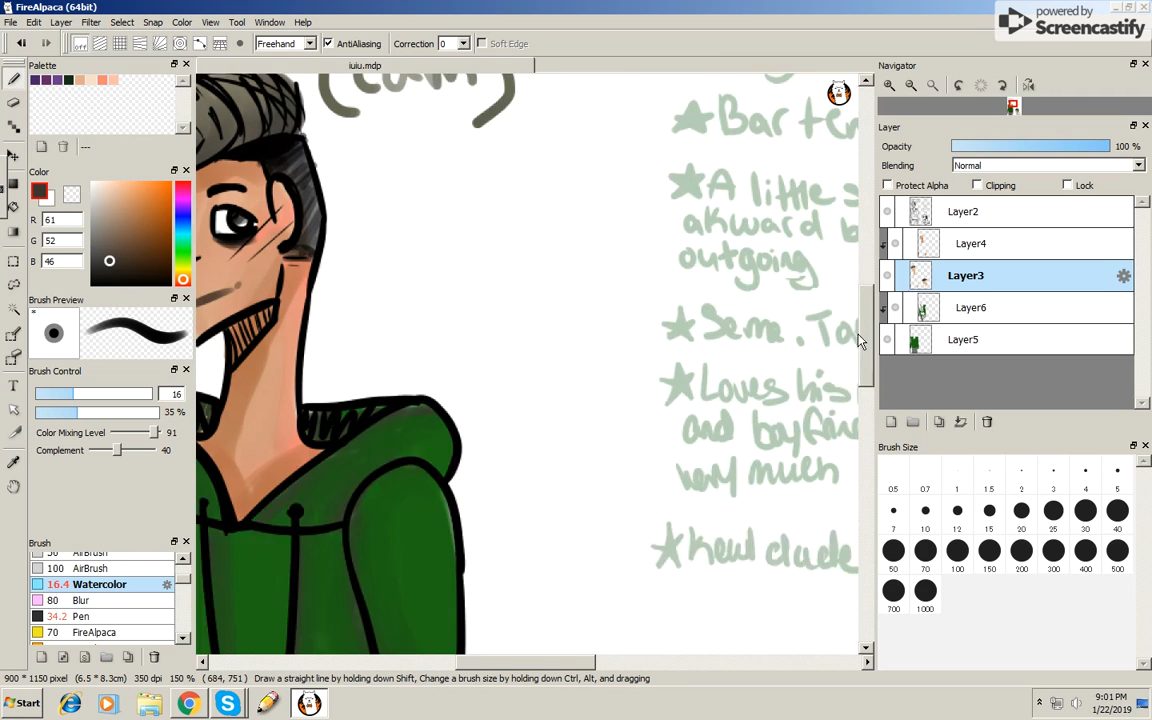 FireAlpaca (64bit)
powered by
Screencastify
File Edit Layer Filter Select Snap Color View Tool Window Help
off Freehand AntiAliasing Correction 0 Soft Edge
Palette
iuiu.mdp
Navigator
---
Color
R 61
G 52
B 46
Layer
Opacity 100 %
Blending Normal
Protect Alpha Clipping Lock
Layer2
Layer4
Layer3
Layer6
Layer5
Brush Preview
Brush Control
16
35 %
Color Mixing Level 91
Complement 40
Brush
50 AirBrush
100 AirBrush
16.4 Watercolor
80 Blur
34.2 Pen
70 FireAlpaca
Brush Size
0.5 0.7 1 1.5 2 3 4 5
7 10 12 15 20 25 30 40
50 70 100 150 200 300 400 500
700 1000
★Bar ten
★A little s
akward b
outgoing
★Seme. To
★Loves his
and boyfrie
very much
★Kewl dude
900 * 1150 pixel (6.5 * 8.3cm) 350 dpi 150 % (684, 751) Draw a straight line by holding down Shift, Change a brush size by holding down Ctrl, Alt, and dragging
Start
9:01 PM
1/22/2019